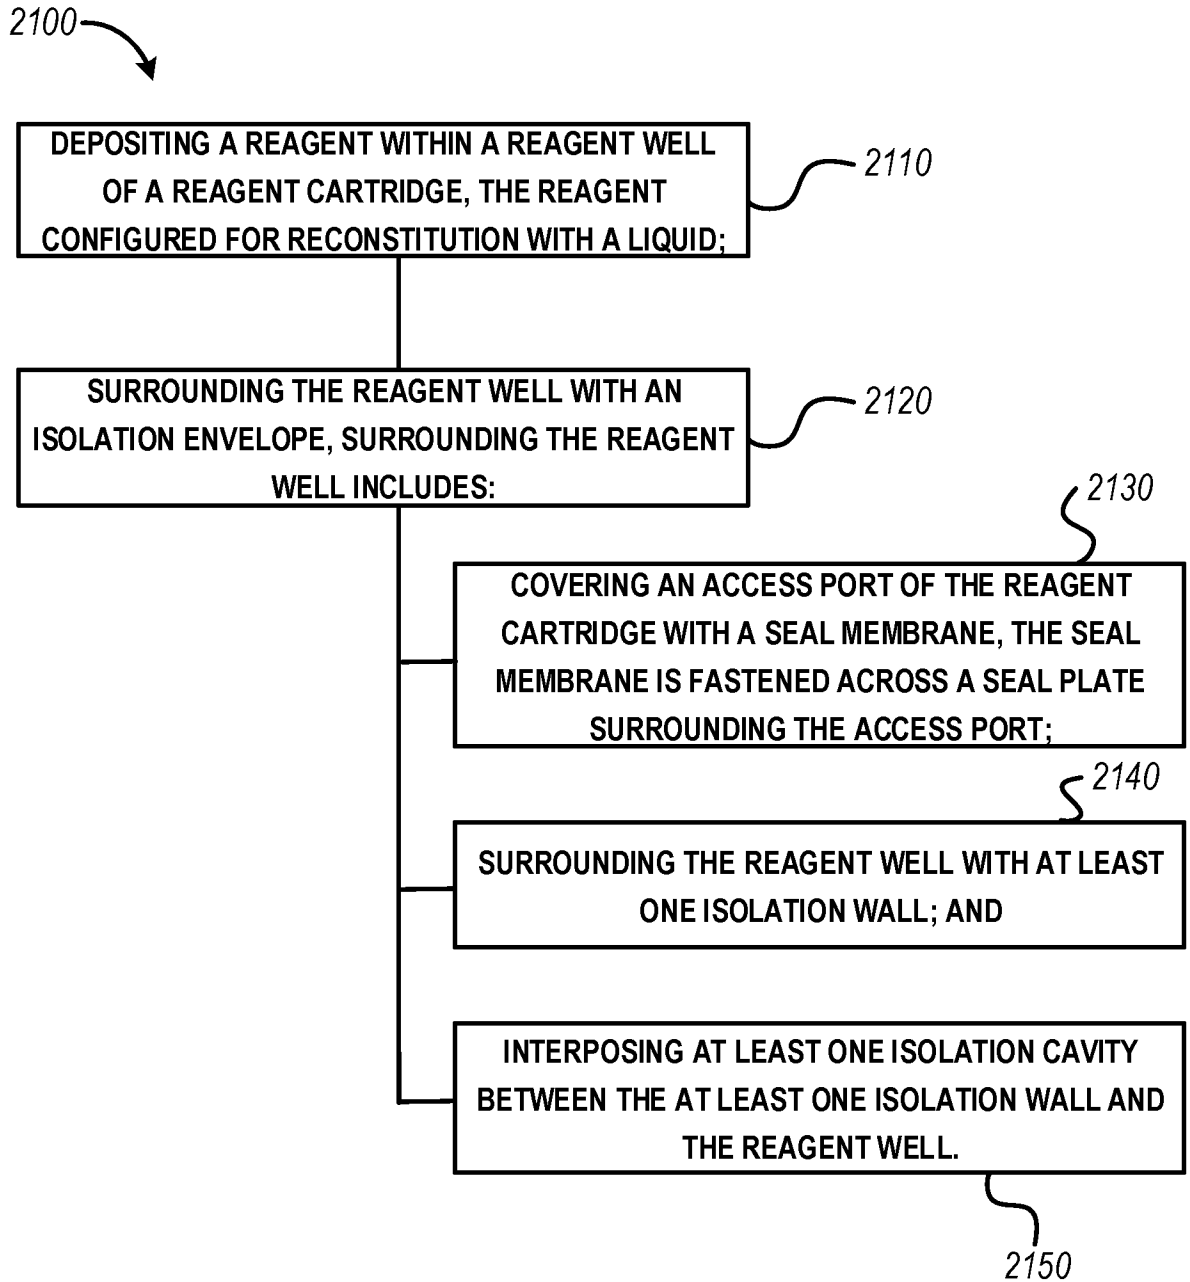 2100
DEPOSITING A REAGENT WITHIN A REAGENT WELL
OF A REAGENT CARTRIDGE, THE REAGENT
CONFIGURED FOR RECONSTITUTION WITH A LIQUID;
2110
SURROUNDING THE REAGENT WELL WITH AN
ISOLATION ENVELOPE, SURROUNDING THE REAGENT
WELL INCLUDES:
2120
2130
COVERING AN ACCESS PORT OF THE REAGENT
CARTRIDGE WITH A SEAL MEMBRANE, THE SEAL
MEMBRANE IS FASTENED ACROSS A SEAL PLATE
SURROUNDING THE ACCESS PORT;
2140
SURROUNDING THE REAGENT WELL WITH AT LEAST
ONE ISOLATION WALL; AND
INTERPOSING AT LEAST ONE ISOLATION CAVITY
BETWEEN THE AT LEAST ONE ISOLATION WALL AND
THE REAGENT WELL.
2150